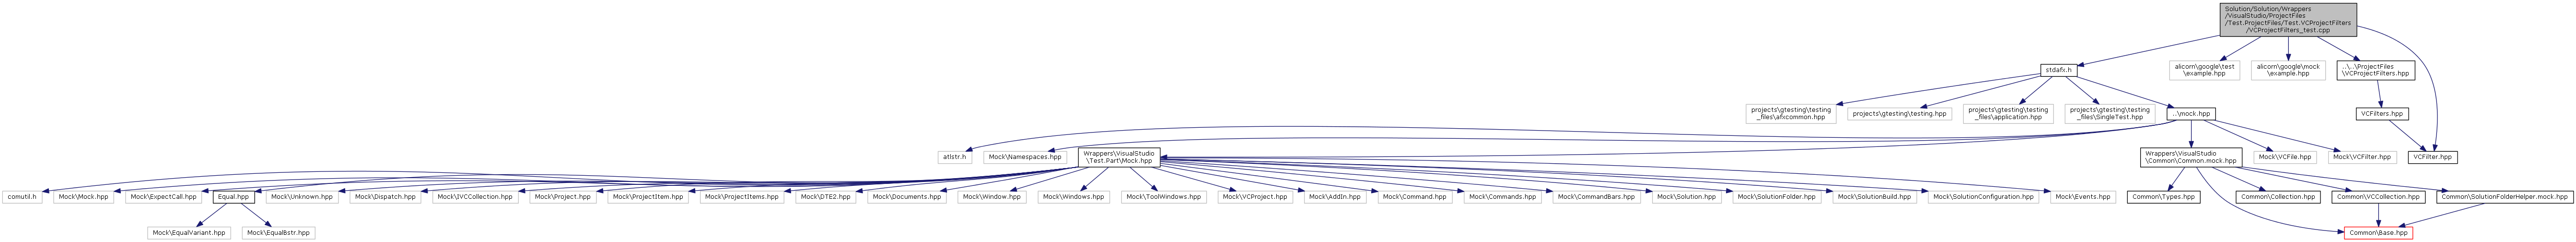 Solution/Solution/Wrappers
/VisualStudio/ProjectFiles
/Test.ProjectFiles/Test.VCProjectFilters
/VCProjectFilters_test.cpp
stdafx.h
alicorn\google\test
\example.hpp
alicorn\google\mock
\example.hpp
..\..\ProjectFiles
\VCProjectFilters.hpp
projects\gtesting\testing
_files\afxcommon.hpp
projects\gtesting\testing.hpp
projects\gtesting\testing
_files\application.hpp
projects\gtesting\testing
_files\SingleTest.hpp
..\mock.hpp
VCFilters.hpp
atlstr.h
Mock\Namespaces.hpp
Wrappers\VisualStudio
\Test.Part\Mock.hpp
Wrappers\VisualStudio
\Common\Common.mock.hpp
Mock\VCFile.hpp
Mock\VCFilter.hpp
VCFilter.hpp
comutil.h
Mock\Mock.hpp
Mock\ExpectCall.hpp
Equal.hpp
Mock\Unknown.hpp
Mock\Dispatch.hpp
Mock\IVCCollection.hpp
Mock\Project.hpp
Mock\ProjectItem.hpp
Mock\ProjectItems.hpp
Mock\DTE2.hpp
Mock\Documents.hpp
Mock\Window.hpp
Mock\Windows.hpp
Mock\ToolWindows.hpp
Mock\VCProject.hpp
Mock\AddIn.hpp
Mock\Command.hpp
Mock\Commands.hpp
Mock\CommandBars.hpp
Mock\Solution.hpp
Mock\SolutionFolder.hpp
Mock\SolutionBuild.hpp
Mock\SolutionConfiguration.hpp
Mock\Events.hpp
Common\Types.hpp
Common\Collection.hpp
Common\VCCollection.hpp
Common\SolutionFolderHelper.mock.hpp
Mock\EqualVariant.hpp
Mock\EqualBstr.hpp
Common\Base.hpp